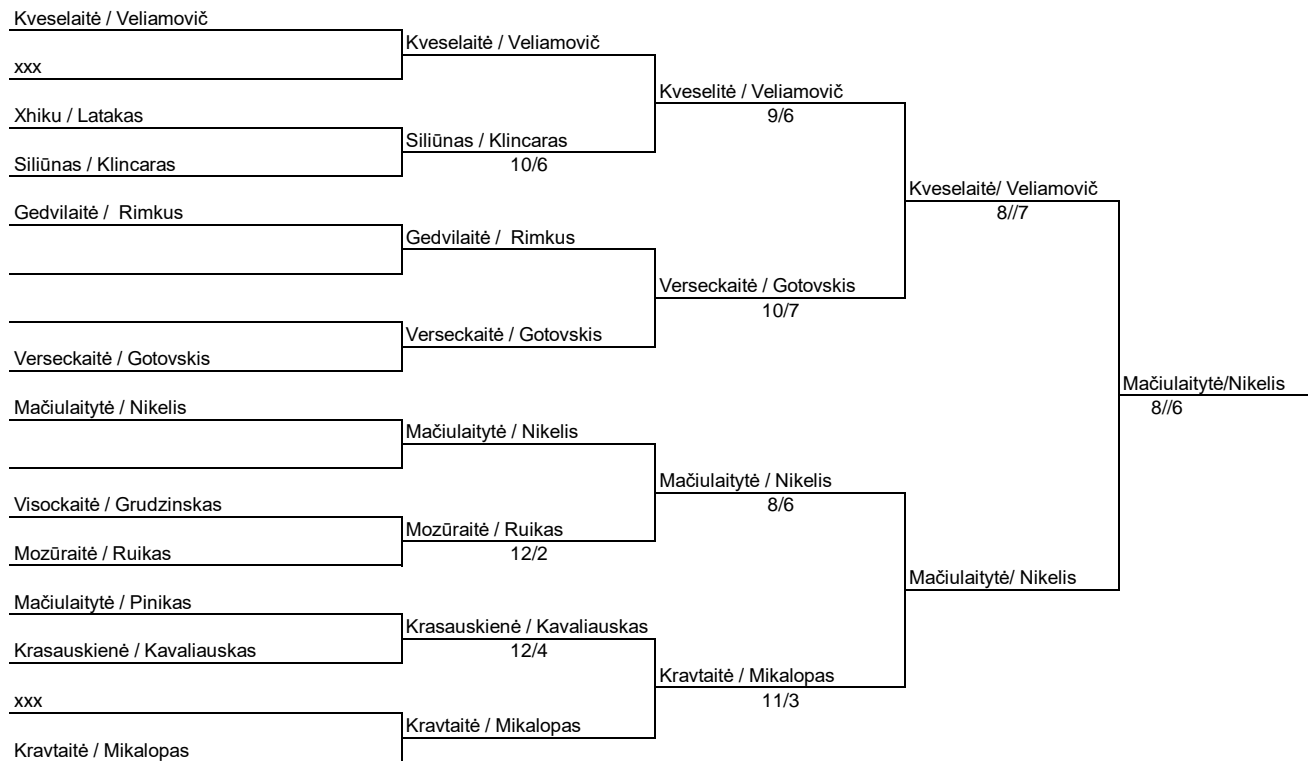 Kveselaitė / Veliamovič
Kveselaitė / Veliamovič
xxx
Kveselitė / Veliamovič
9/6
Xhiku / Latakas
Siliūnas / Klincaras
10/6
Siliūnas / Klincaras
Kveselaitė/ Veliamovič
8//7
Gedvilaitė / Rimkus
Gedvilaitė / Rimkus
Verseckaitė / Gotovskis
10/7
Verseckaitė / Gotovskis
Verseckaitė / Gotovskis
Mačiulaitytė/Nikelis
8//6
Mačiulaitytė / Nikelis
Mačiulaitytė / Nikelis
Mačiulaitytė / Nikelis
8/6
Visockaitė / Grudzinskas
Mozūraitė / Ruikas
12/2
Mozūraitė / Ruikas
Mačiulaitytė/ Nikelis
Mačiulaitytė / Pinikas
Krasauskienė / Kavaliauskas
12/4
Krasauskienė / Kavaliauskas
Kravtaitė / Mikalopas
11/3
xxx
Kravtaitė / Mikalopas
Kravtaitė / Mikalopas